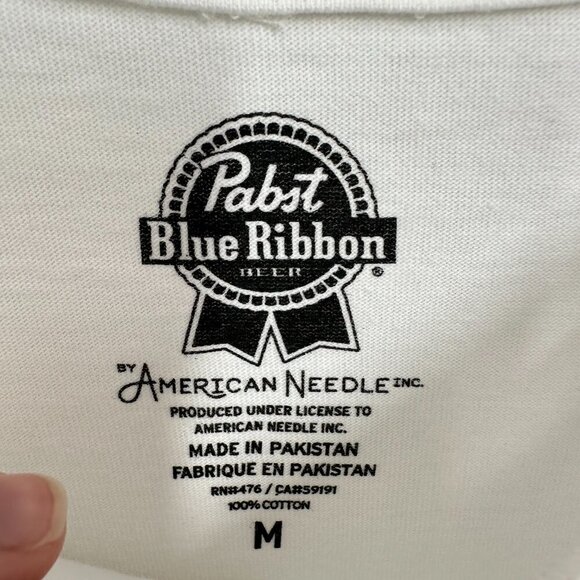 Pabst
Blue Ribbon
BEER
®
BY AMERICAN NEEDLE INC.
PRODUCED UNDER LICENSE TO
AMERICAN NEEDLE INC.
MADE IN PAKISTAN
FABRIQUE EN PAKISTAN
RN#476 / CA#59191
100% COTTON
M